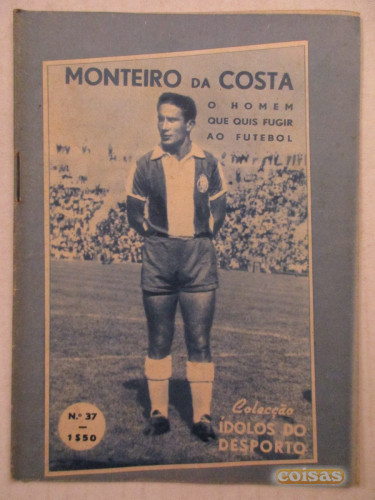 MONTEIRO DA COSTA
O HOMEM
QUE QUIS FUGIR
AO FUTEBOL
Colecção
ÍDOLOS DO
DESPORTO
N.º 37
1$50
coisas